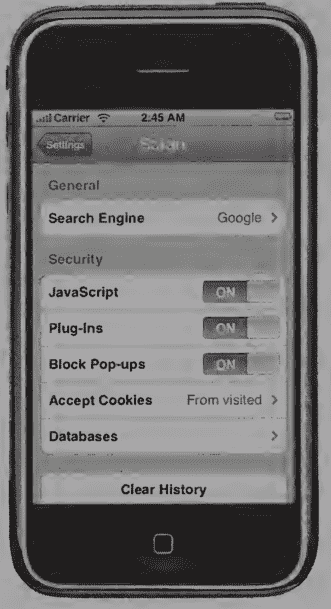 Carrier 2:45 AM
Settings Safari
General
Search Engine Google
Security
JavaScript ON
Plug-Ins ON
Block Pop-ups ON
Accept Cookies From visited
Databases
Clear History